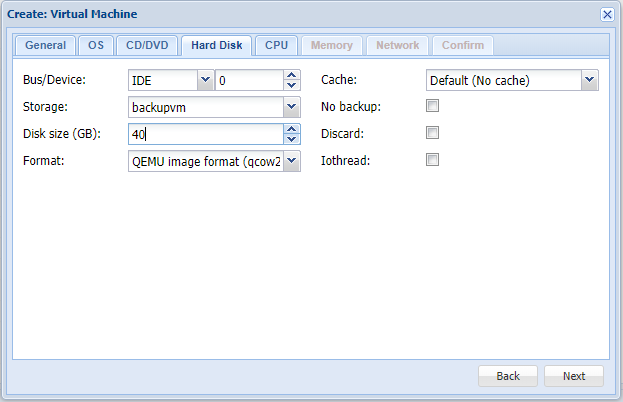 Create: Virtual Machine
General OS CD/DVD Hard Disk CPU Memory Network Confirm
Bus/Device: IDE 0 Cache: Default (No cache)
Storage: backupvm No backup:
Disk size (GB): 40 Discard:
Format: QEMU image format (qcow2 Iothread:
Back Next